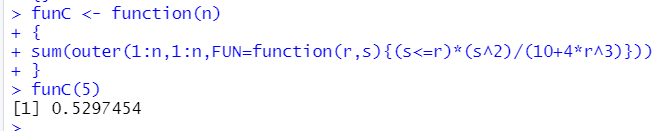 > funC <- function(n)
+ {
+ sum(outer(1:n,1:n,FUN=function(r,s){(s<=r)*(s^2)/(10+4*r^3)}))
+ }
> funC(5)
[1] 0.5297454
>